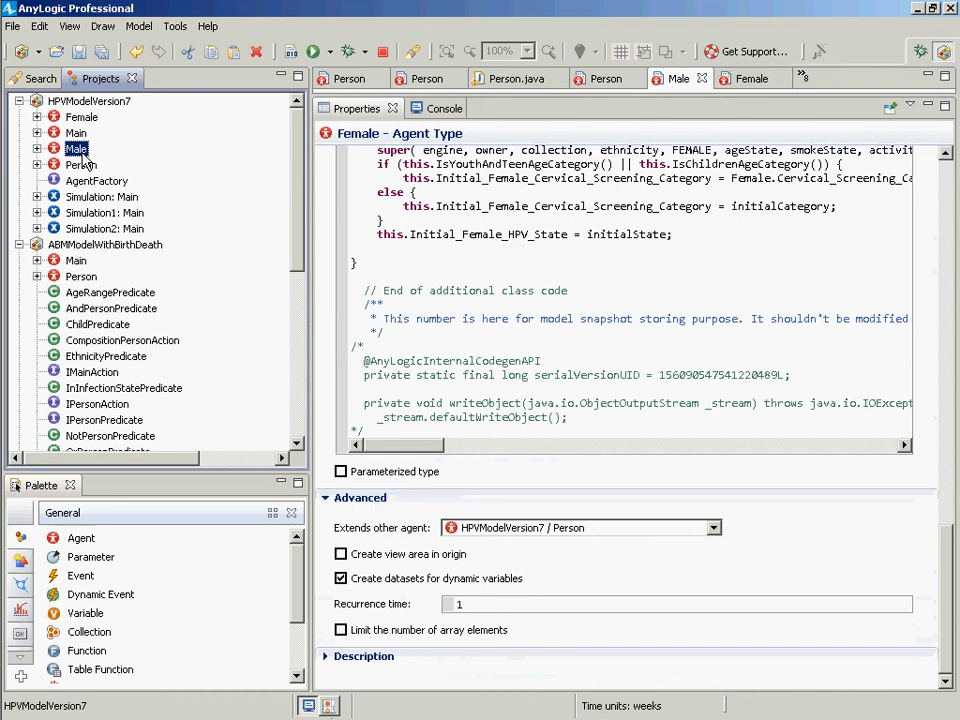 AnyLogic Professional
File Edit View Draw Model Tools Help
100% Get Support...
Search Projects
Person Person Person.java Person Male Female »8
HPVModelVersion7
Female
Main
Male
Person
AgentFactory
Simulation: Main
Simulation1: Main
Simulation2: Main
ABMModelWithBirthDeath
Main
Person
AgeRangePredicate
AndPersonPredicate
ChildPredicate
CompositionPersonAction
EthnicityPredicate
IMainAction
InInfectionStatePredicate
IPersonAction
IPersonPredicate
NotPersonPredicate
OrPersonPredicate
Palette
General
Agent
Parameter
Event
Dynamic Event
Variable
Collection
Function
Table Function
Properties Console
Female - Agent Type
super( engine, owner, collection, ethnicity, FEMALE, ageState, smokeState, activit
if (this.IsYouthAndTeenAgeCategory() || this.IsChildrenAgeCategory()) {
this.Initial_Female_Cervical_Screening_Category = Female.Cervical_Screening_Ca
else {
this.Initial_Female_Cervical_Screening_Category = initialCategory;
}
this.Initial_Female_HPV_State = initialState;
}
// End of additional class code
/**
* This number is here for model snapshot storing purpose. It shouldn't be modified
*/
/*
@AnyLogicInternalCodegenAPI
private static final long serialVersionUID = 156090547541220489L;
private void writeObject(java.io.ObjectOutputStream _stream) throws java.io.IOExcept
_stream.defaultWriteObject();
*/
Parameterized type
Advanced
Extends other agent: HPVModelVersion7 / Person
Create view area in origin
Create datasets for dynamic variables
Recurrence time: 1
Limit the number of array elements
Description
HPVModelVersion7
Time units: weeks